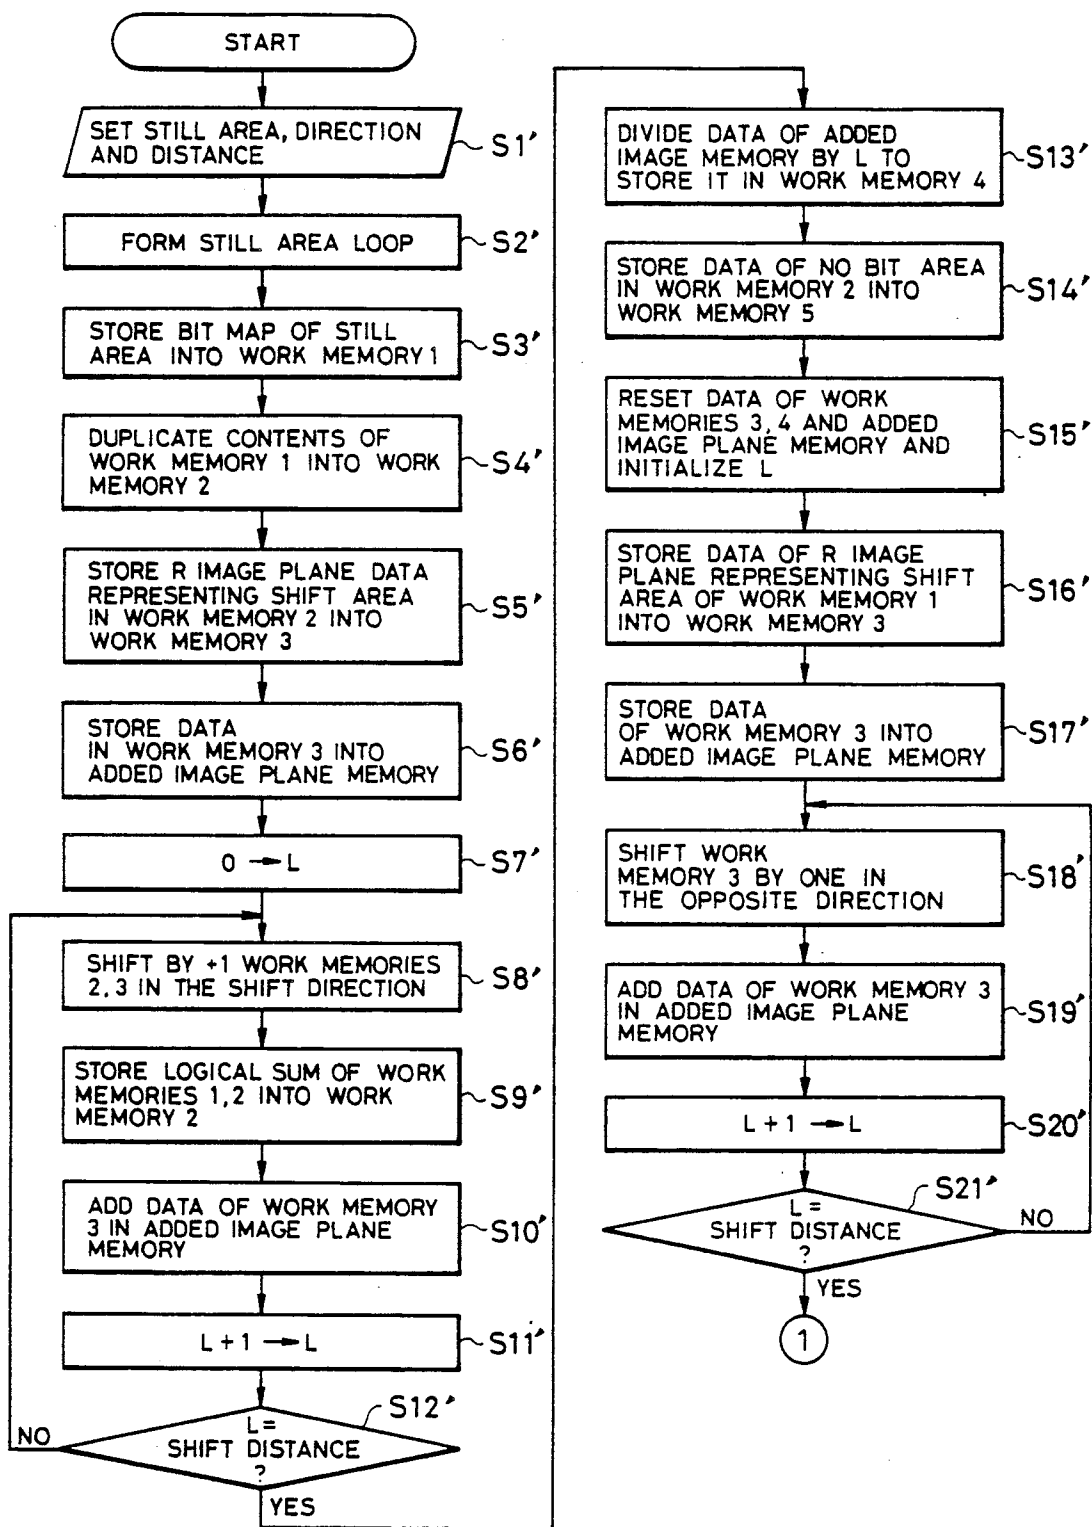 START
SET STILL AREA, DIRECTION
AND DISTANCE
S1'
FORM STILL AREA LOOP
S2'
STORE BIT MAP OF STILL
AREA INTO WORK MEMORY 1
S3'
DUPLICATE CONTENTS OF
WORK MEMORY 1 INTO WORK
MEMORY 2
S4'
STORE R IMAGE PLANE DATA
REPRESENTING SHIFT AREA
IN WORK MEMORY 2 INTO
WORK MEMORY 3
S5'
STORE DATA
IN WORK MEMORY 3 INTO
ADDED IMAGE PLANE MEMORY
S6'
0 → L
S7'
SHIFT BY +1 WORK MEMORIES
2,3 IN THE SHIFT DIRECTION
S8'
STORE LOGICAL SUM OF WORK
MEMORIES 1,2 INTO WORK
MEMORY 2
S9'
ADD DATA OF WORK MEMORY
3 IN ADDED IMAGE PLANE
MEMORY
S10'
L + 1 → L
S11'
S12'
L =
SHIFT DISTANCE
?
NO
YES
DIVIDE DATA OF ADDED
IMAGE MEMORY BY L TO
STORE IT IN WORK MEMORY 4
S13'
STORE DATA OF NO BIT AREA
IN WORK MEMORY 2 INTO
WORK MEMORY 5
S14'
RESET DATA OF WORK
MEMORIES 3,4 AND ADDED
IMAGE PLANE MEMORY AND
INITIALIZE L
S15'
STORE DATA OF R IMAGE
PLANE REPRESENTING SHIFT
AREA OF WORK MEMORY 1
INTO WORK MEMORY 3
S16'
STORE DATA
OF WORK MEMORY 3 INTO
ADDED IMAGE PLANE MEMORY
S17'
SHIFT WORK
MEMORY 3 BY ONE IN
THE OPPOSITE DIRECTION
S18'
ADD DATA OF WORK MEMORY 3
IN ADDED IMAGE PLANE
MEMORY
S19'
L + 1 → L
S20'
S21'
L =
SHIFT DISTANCE
?
NO
YES
1